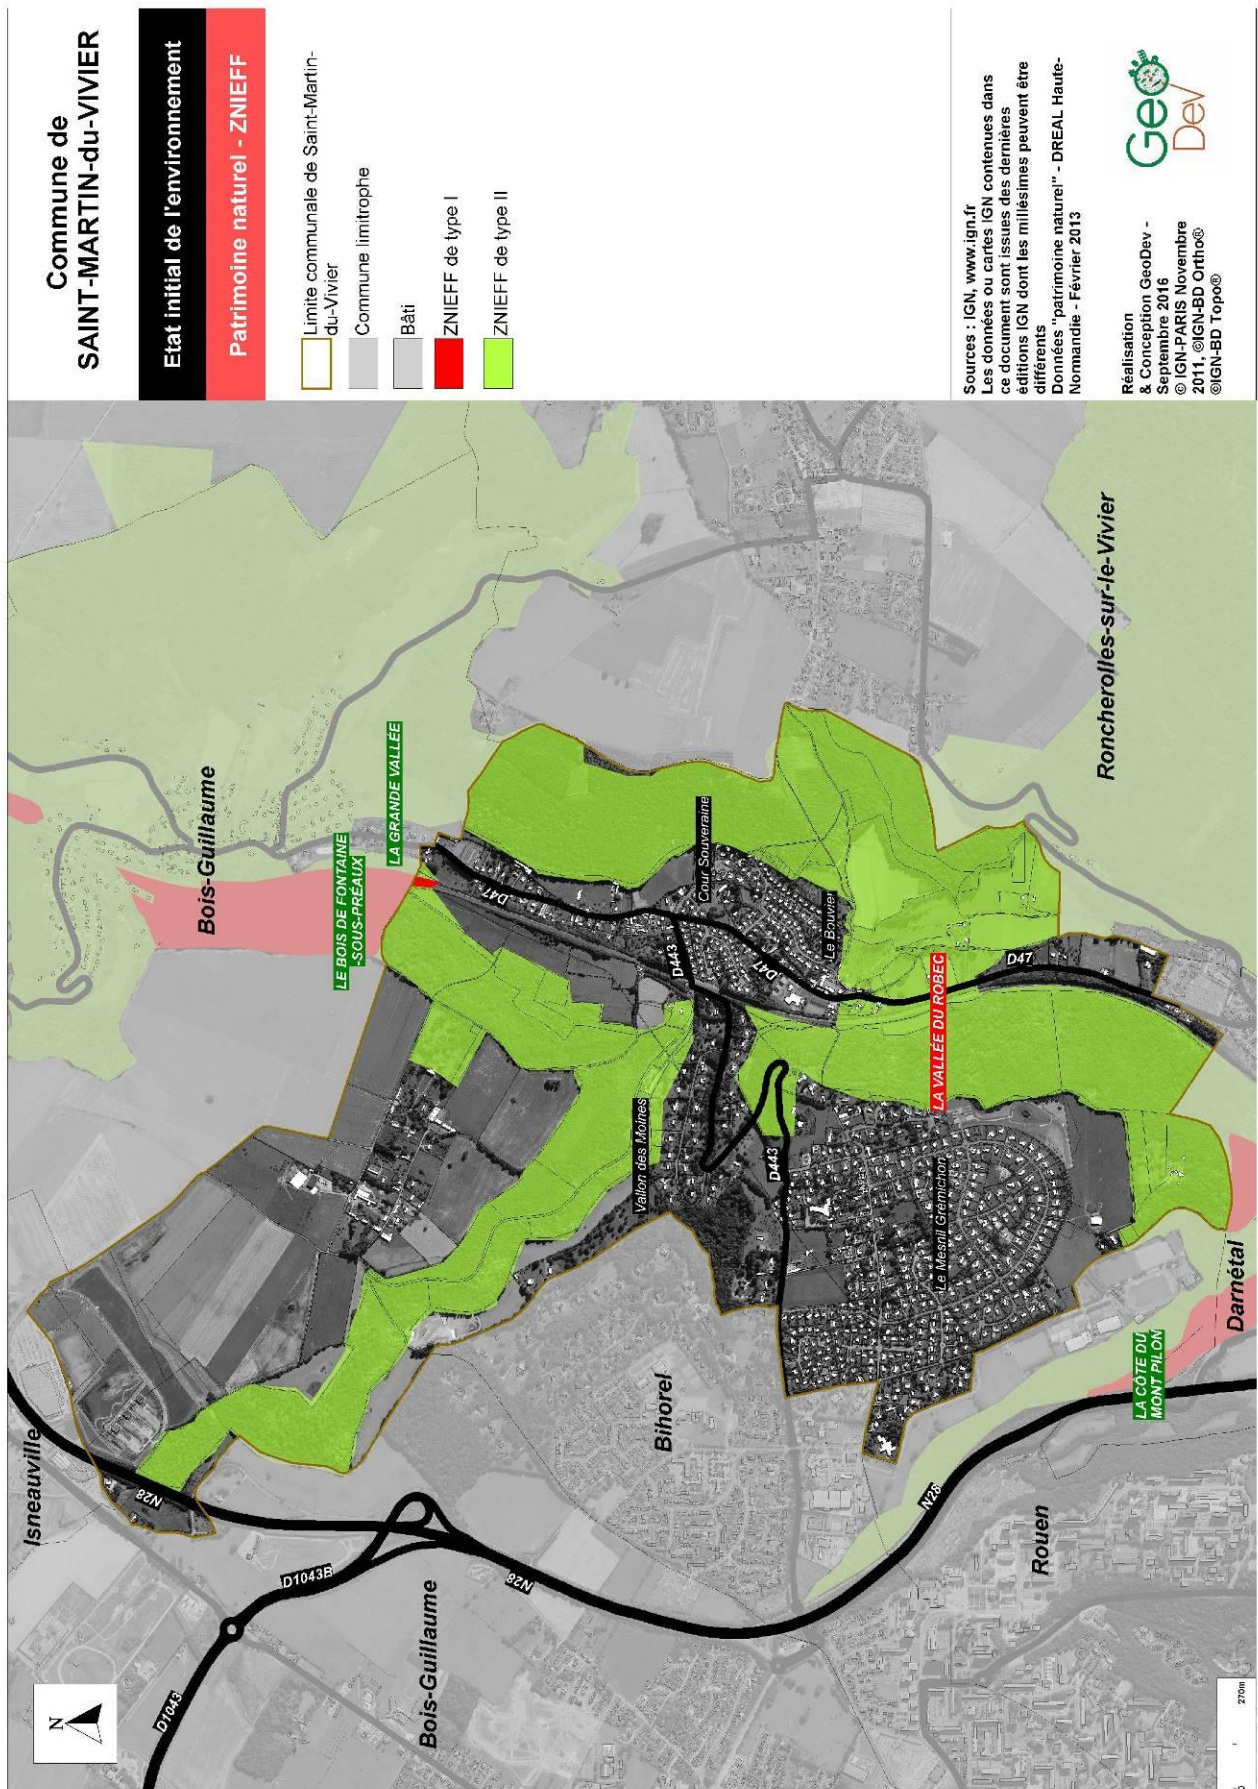 Commune de
SAINT-MARTIN-du-VIVIER
Etat initial de l'environnement
Patrimoine naturel - ZNIEFF
Limite communale de Saint-Martin-
du-Vivier
Commune limitrophe
Bâti
ZNIEFF de type I
ZNIEFF de type II
Sources : IGN, www.ign.fr
Les données ou cartes IGN contenues dans
ce document sont issues des dernières
éditions IGN dont les millésimes peuvent être
différents
Données "patrimoine naturel" - DREAL Haute-
Normandie - Février 2013
Réalisation
& Conception GeoDev -
Septembre 2016
© IGN-PARIS Novembre
2011, ©IGN-BD Ortho®
©IGN-BD Topo®
Geo
Dev
N
Isneauville
Bois-Guillaume
LE BOIS DE FONTAINE
-SOUS-PRÉAUX
LA GRANDE VALLÉE
N28
D1043
D1043B
N28
Bois-Guillaume
D47
D443
Cour Souveraine
Vallon des Moines
D47
Le Bouvier
Bihorel
D443
Le Mesnil Grémichon
LA VALLÉE DU ROBEC
D47
N28
Rouen
Roncherolles-sur-le-Vivier
LA CÔTE DU
MONT PILON
Darnétal
270m